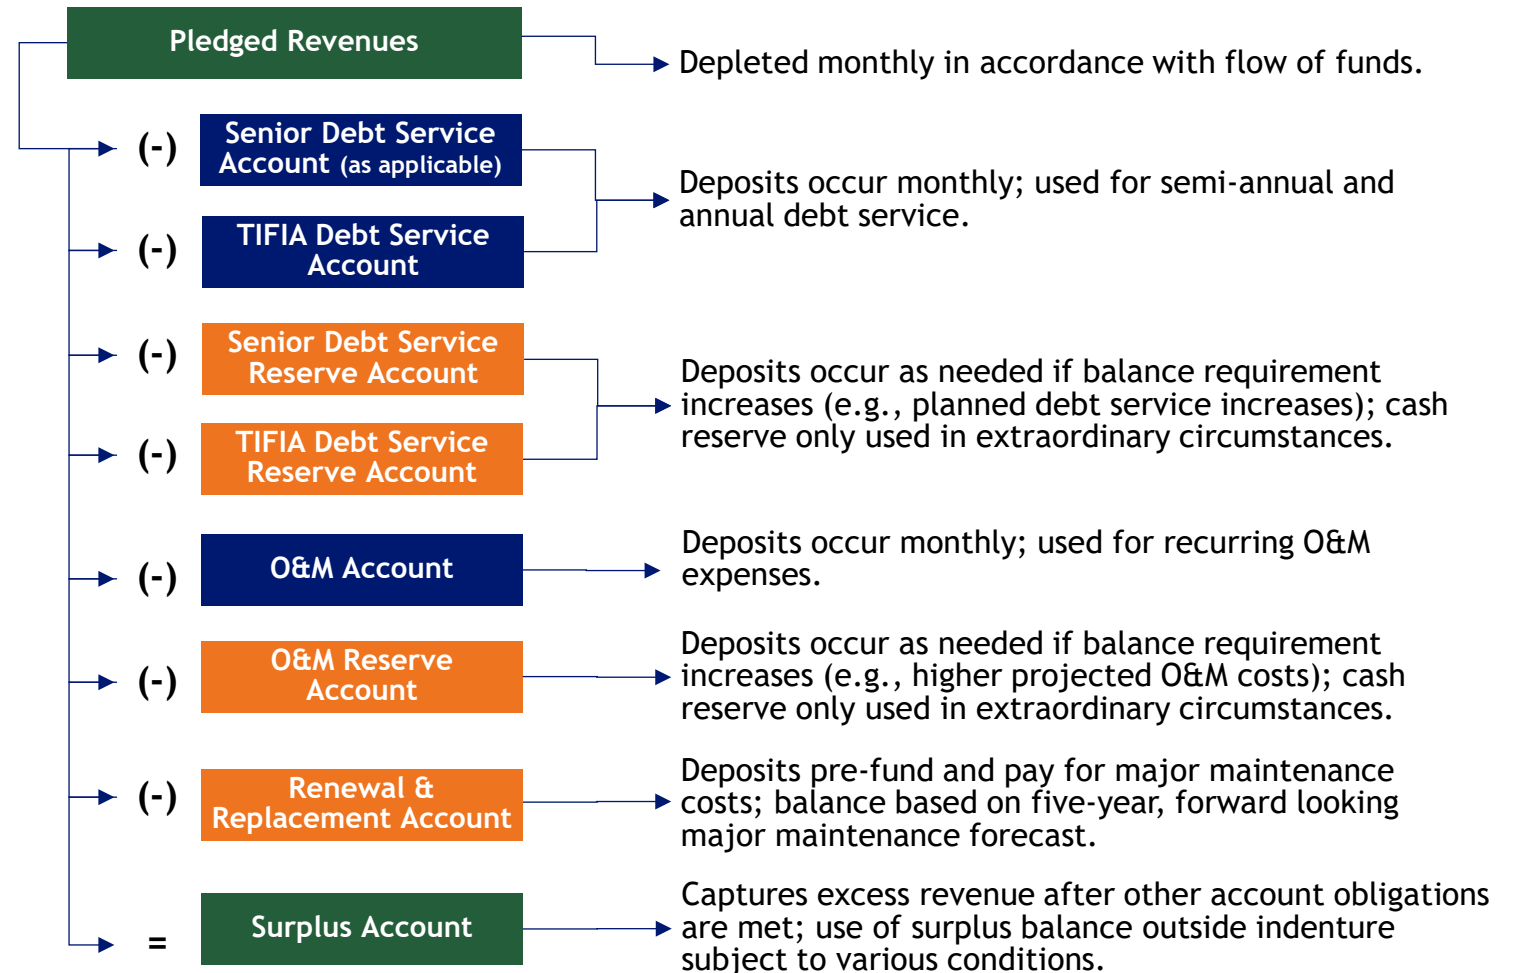 Pledged Revenues
Depleted monthly in accordance with flow of funds.
(-)
Senior Debt Service
Account (as applicable)
Deposits occur monthly; used for semi-annual and
annual debt service.
(-)
TIFIA Debt Service
Account
(-)
Senior Debt Service
Reserve Account
Deposits occur as needed if balance requirement
increases (e.g., planned debt service increases); cash
reserve only used in extraordinary circumstances.
(-)
TIFIA Debt Service
Reserve Account
(-)
O&M Account
Deposits occur monthly; used for recurring O&M
expenses.
(-)
O&M Reserve
Account
Deposits occur as needed if balance requirement
increases (e.g., higher projected O&M costs); cash
reserve only used in extraordinary circumstances.
(-)
Renewal &
Replacement Account
Deposits pre-fund and pay for major maintenance
costs; balance based on five-year, forward looking
major maintenance forecast.
=
Surplus Account
Captures excess revenue after other account obligations
are met; use of surplus balance outside indenture
subject to various conditions.